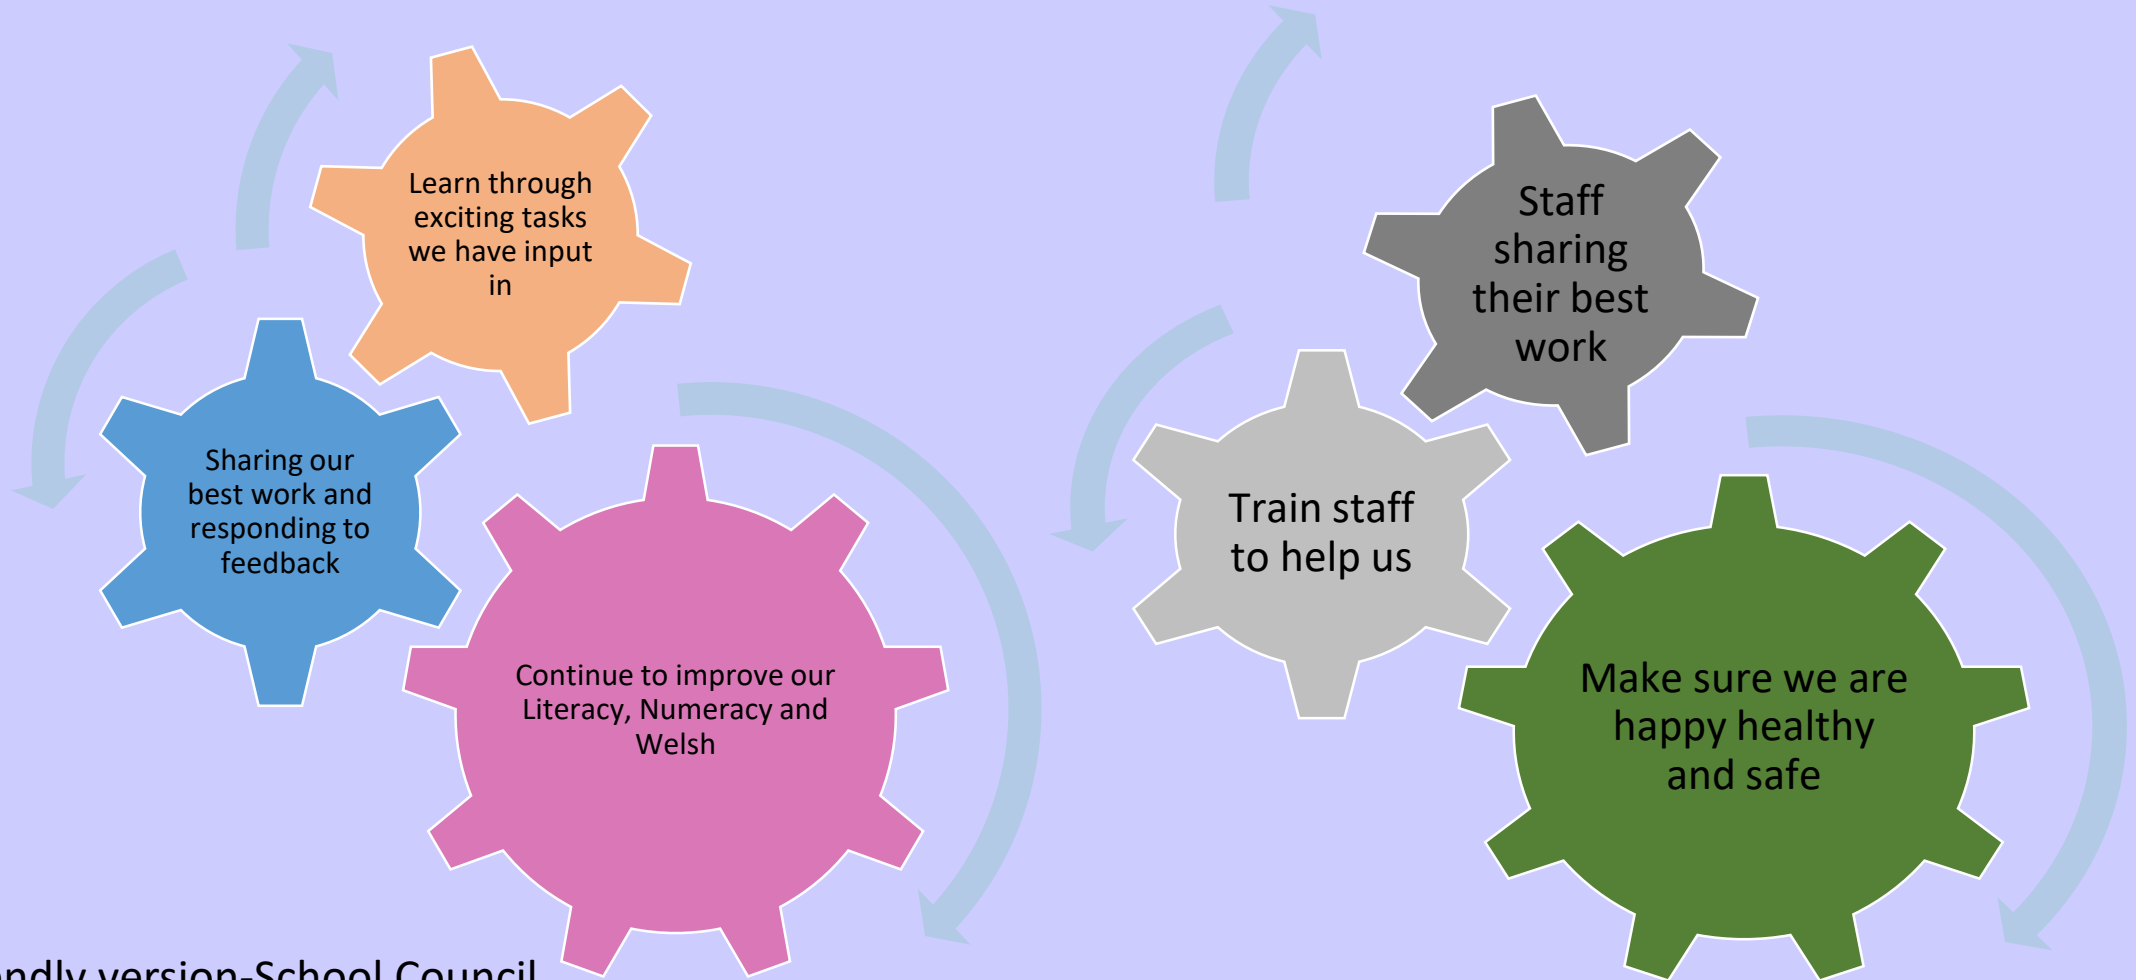 Learn through
exciting tasks
we have input
in
Sharing our
best work and
responding to
feedback
Continue to improve our
Literacy, Numeracy and
Welsh
Staff
sharing
their best
work
Train staff
to help us
Make sure we are
happy healthy
and safe
endly version-School Council